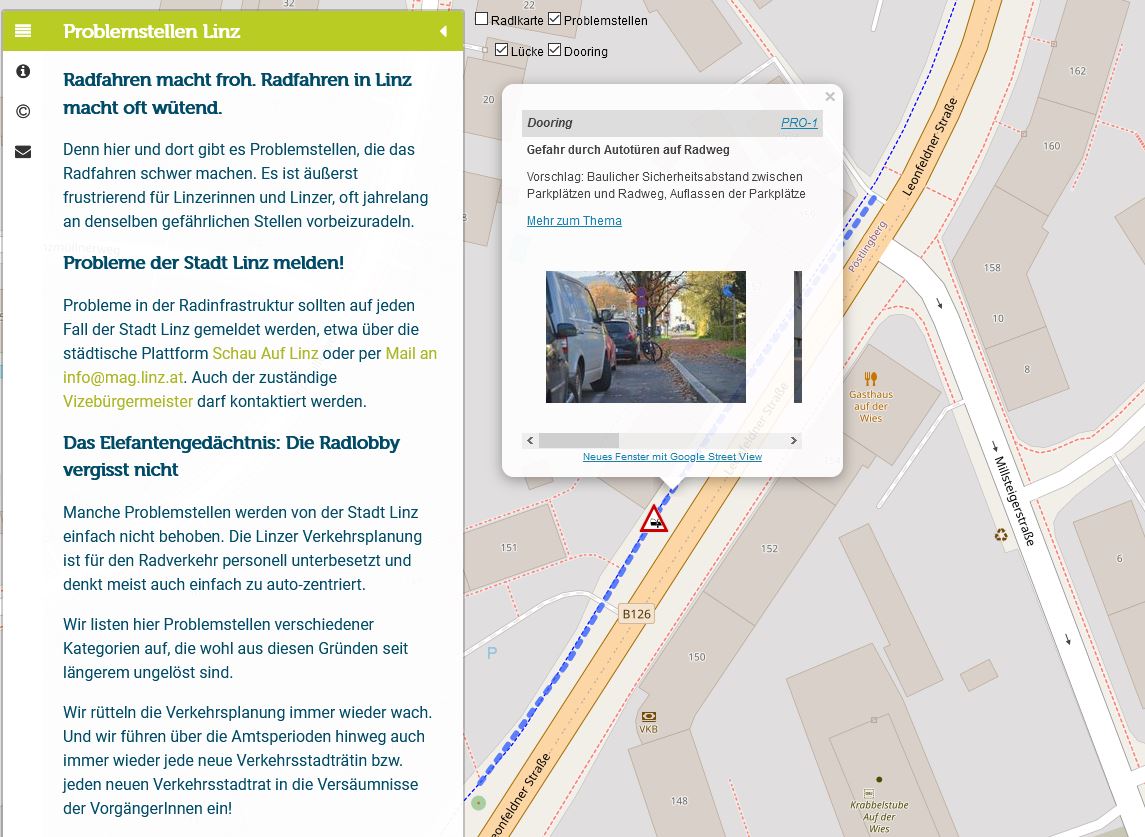 Problemstellen Linz
Radfahren macht froh. Radfahren in Linz
macht oft wütend.
Denn hier und dort gibt es Problemstellen, die das
Radfahren schwer machen. Es ist äußerst
frustrierend für Linzerinnen und Linzer, oft jahrelang
an denselben gefährlichen Stellen vorbeizuradeln.
Probleme der Stadt Linz melden!
Probleme in der Radinfrastruktur sollten auf jeden
Fall der Stadt Linz gemeldet werden, etwa über die
städtische Plattform Schau Auf Linz oder per Mail an
info@mag.linz.at. Auch der zuständige
Vizebürgermeister darf kontaktiert werden.
Das Elefantengedächtnis: Die Radlobby
vergisst nicht
Manche Problemstellen werden von der Stadt Linz
einfach nicht behoben. Die Linzer Verkehrsplanung
ist für den Radverkehr personell unterbesetzt und
denkt meist auch einfach zu auto-zentriert.
Wir listen hier Problemstellen verschiedener
Kategorien auf, die wohl aus diesen Gründen seit
längerem ungelöst sind.
Wir rütteln die Verkehrsplanung immer wieder wach.
Und wir führen über die Amtsperioden hinweg auch
immer wieder jede neue Verkehrsstadträtin bzw.
jeden neuen Verkehrsstadtrat in die Versäumnisse
der VorgängerInnen ein!
Radlkarte Problemstellen
Lücke Dooring
Dooring PRO-1
Gefahr durch Autotüren auf Radweg
Vorschlag: Baulicher Sicherheitsabstand zwischen
Parkplätzen und Radweg, Auflassen der Parkplätze
Mehr zum Thema
Neues Fenster mit Google Street View
32
22
20
162
160
Leonfeldner Straße
Pöstlingberg
158
10
8
Gasthaus
auf der
Wies
154
Leonfeldner Straße
Millsteigerstraße
151
152
6
B126
P
150
VKB
148
Leonfeldner Straße
Krabbelstube
Auf der
Wies